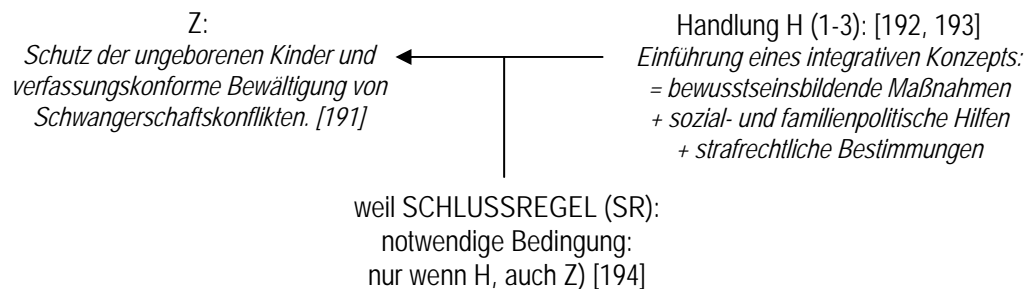 Z:
Schutz der ungeborenen Kinder und
verfassungskonforme Bewältigung von
Schwangerschaftskonflikten. [191]
Handlung H (1-3): [192, 193]
Einführung eines integrativen Konzepts:
= bewusstseinsbildende Maßnahmen
+ sozial- und familienpolitische Hilfen
+ strafrechtliche Bestimmungen
weil SCHLUSSREGEL (SR):
notwendige Bedingung:
nur wenn H, auch Z) [194]